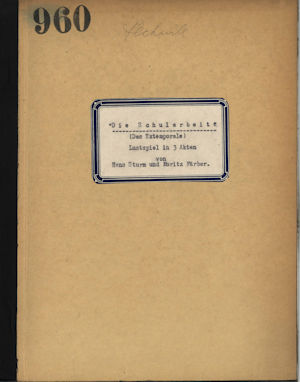 960
"Die Schularbeit"
(Das Extemporale)
Lustspiel in 3 Akten
von
Hans Sturm und Moritz Färber.